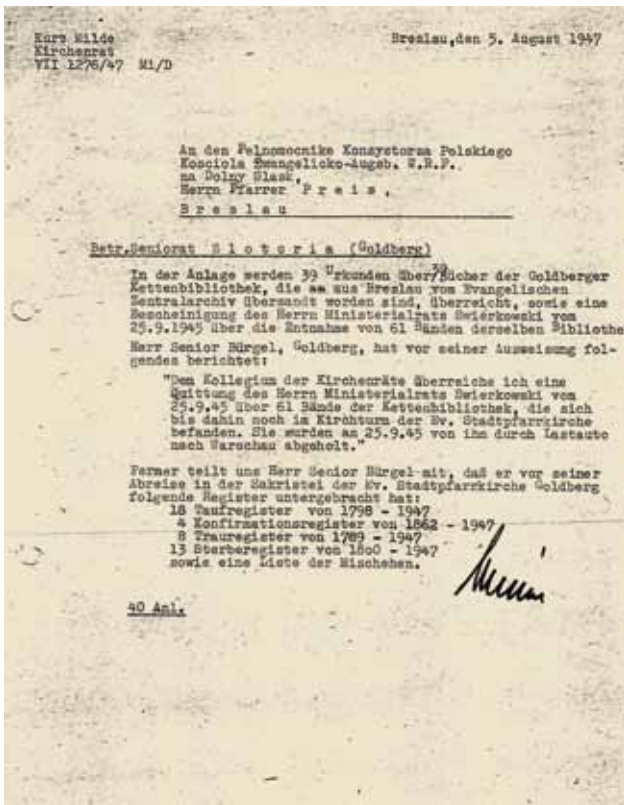 Kurt Milde
Kirchenrat
VII 1276/47 Mi/D
Breslau,den 5. August 1947
An den Pelnomocnike Konsystorza Polskiego
Kosciola Ewangelicko-Augsb. W.R.P.
na Dolny Slask,
Herrn Pfarrer P r e i s ,
B r e s l a u
Betr.Seniorat Z l o t o r i a (Goldberg)
In der Anlage werden 39 Urkunden über/39 Bücher der Goldberger
Kettenbibliothek, die aus Breslau vom Evangelischen
Zentralarchiv übersandt worden sind, überreicht, sowie eine
Bescheinigung des Herrn Ministerialrats Swierkowski vom
25.9.1945 über die Entnahme von 61 Bänden derselben Bibliothe
Herr Senior Bürgel, Goldberg, hat vor seiner Ausweisung fol-
gendes berichtet:
"Dem Kollegium der Kirchenräte überreiche ich eine
Quittung des Herrn Ministerialrats Swierkowski vom
25.9.45 über 61 Bände der Kettenbibliothek, die sich
bis dahin noch im Kirchturm der Ev. Stadtpfarrkirche
befanden. Sie wurden am 25.9.45 von ihm durch Lastauto
nach Warschau abgeholt."
Ferner teilt uns Herr Senior Bürgel mit, daß er vor seiner
Abreise in der Sakristei der Ev. Stadtpfarrkirche Goldberg
folgende Register untergebracht hat:
18 Taufregister von 1798 - 1947
4 Konfirmationsregister von 1862 - 1947
8 Trauregister von 1789 - 1947
13 Sterberegister von 1800 - 1947
sowie eine Liste der Mischehen.
40 Anl.